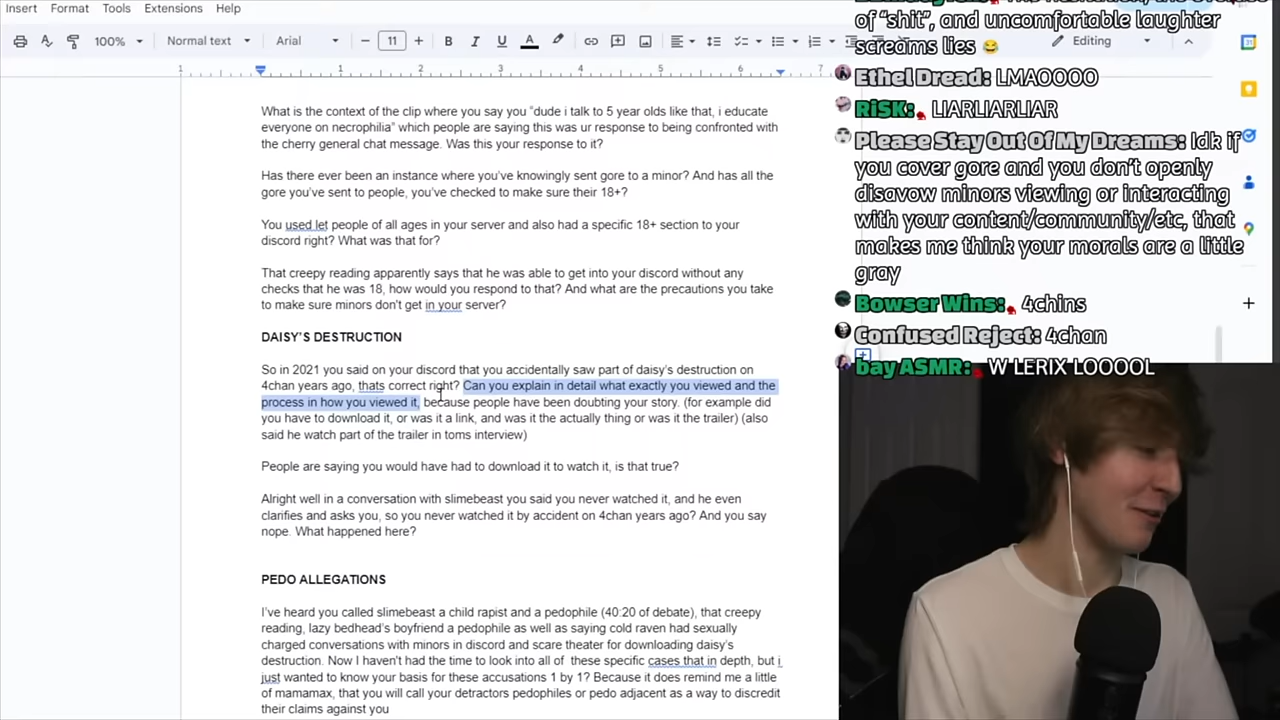 Insert Format Tools Extensions Help
100% Normal text Arial 11 B I U A Editing
1 1 2 3 4 5 6 7
What is the context of the clip where you say you “dude i talk to 5 year olds like that, i educate
everyone on necrophilia” which people are saying this was ur response to being confronted with
the cherry general chat message. Was this your response to it?
Has there ever been an instance where you’ve knowingly sent gore to a minor? And has all the
gore you’ve sent to people, you’ve checked to make sure their 18+?
You used let people of all ages in your server and also had a specific 18+ section to your
discord right? What was that for?
That creepy reading apparently says that he was able to get into your discord without any
checks that he was 18, how would you respond to that? And what are the precautions you take
to make sure minors don't get in your server?
DAISY’S DESTRUCTION
So in 2021 you said on your discord that you accidentally saw part of daisy’s destruction on
4chan years ago, thats correct right? Can you explain in detail what exactly you viewed and the
process in how you viewed it, because people have been doubting your story. (for example did
you have to download it, or was it a link, and was it the actually thing or was it the trailer) (also
said he watch part of the trailer in toms interview)
People are saying you would have had to download it to watch it, is that true?
Alright well in a conversation with slimebeast you said you never watched it, and he even
clarifies and asks you, so you never watched it by accident on 4chan years ago? And you say
nope. What happened here?
PEDO ALLEGATIONS
I’ve heard you called slimebeast a child rapist and a pedophile (40:20 of debate), that creepy
reading, lazy bedhead’s boyfriend a pedophile as well as saying cold raven had sexually
charged conversations with minors in discord and scare theater for downloading daisy’s
destruction. Now I haven't had the time to look into all of these specific cases that in depth, but i
just wanted to know your basis for these accusations 1 by 1? Because it does remind me a little
of mamamax, that you will call your detractors pedophiles or pedo adjacent as a way to discredit
their claims against you
of “shit”, and uncomfortable laughter
screams lies 😂
Ethel Dread: LMAOOOO
RiSK: LIARLIARLIAR
Please Stay Out Of My Dreams: Idk if
you cover gore and you don’t openly
disavow minors viewing or interacting
with your content/community/etc, that
makes me think your morals are a little
gray
Bowser Wins: 4chins
Confused Reject: 4chan
bay ASMR: W LERIX LOOOOL